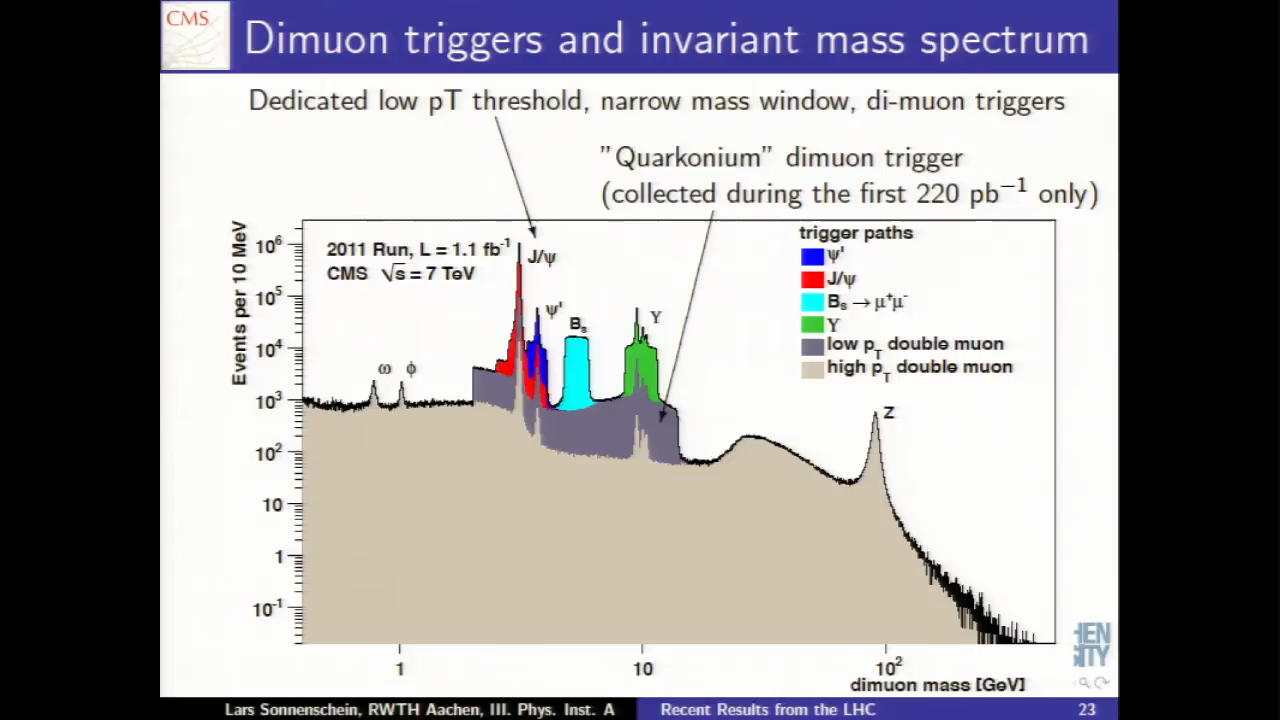 CMS
Dimuon triggers and invariant mass spectrum
Dedicated low pT threshold, narrow mass window, di-muon triggers
”Quarkonium” dimuon trigger
(collected during the first 220 pb⁻¹ only)
Events per 10 MeV
10⁶
10⁵
10⁴
10³
10²
10
1
10⁻¹
2011 Run, L = 1.1 fb⁻¹
CMS √s = 7 TeV
ω
ϕ
J/ψ
ψ'
Bₛ
Υ
Z
trigger paths
ψ'
J/ψ
Bₛ → μ⁺μ⁻
Υ
low p_T double muon
high p_T double muon
1
10
10²
dimuon mass [GeV]
HEN
SITY
Lars Sonnenschein, RWTH Aachen, III. Phys. Inst. A
Recent Results from the LHC
23